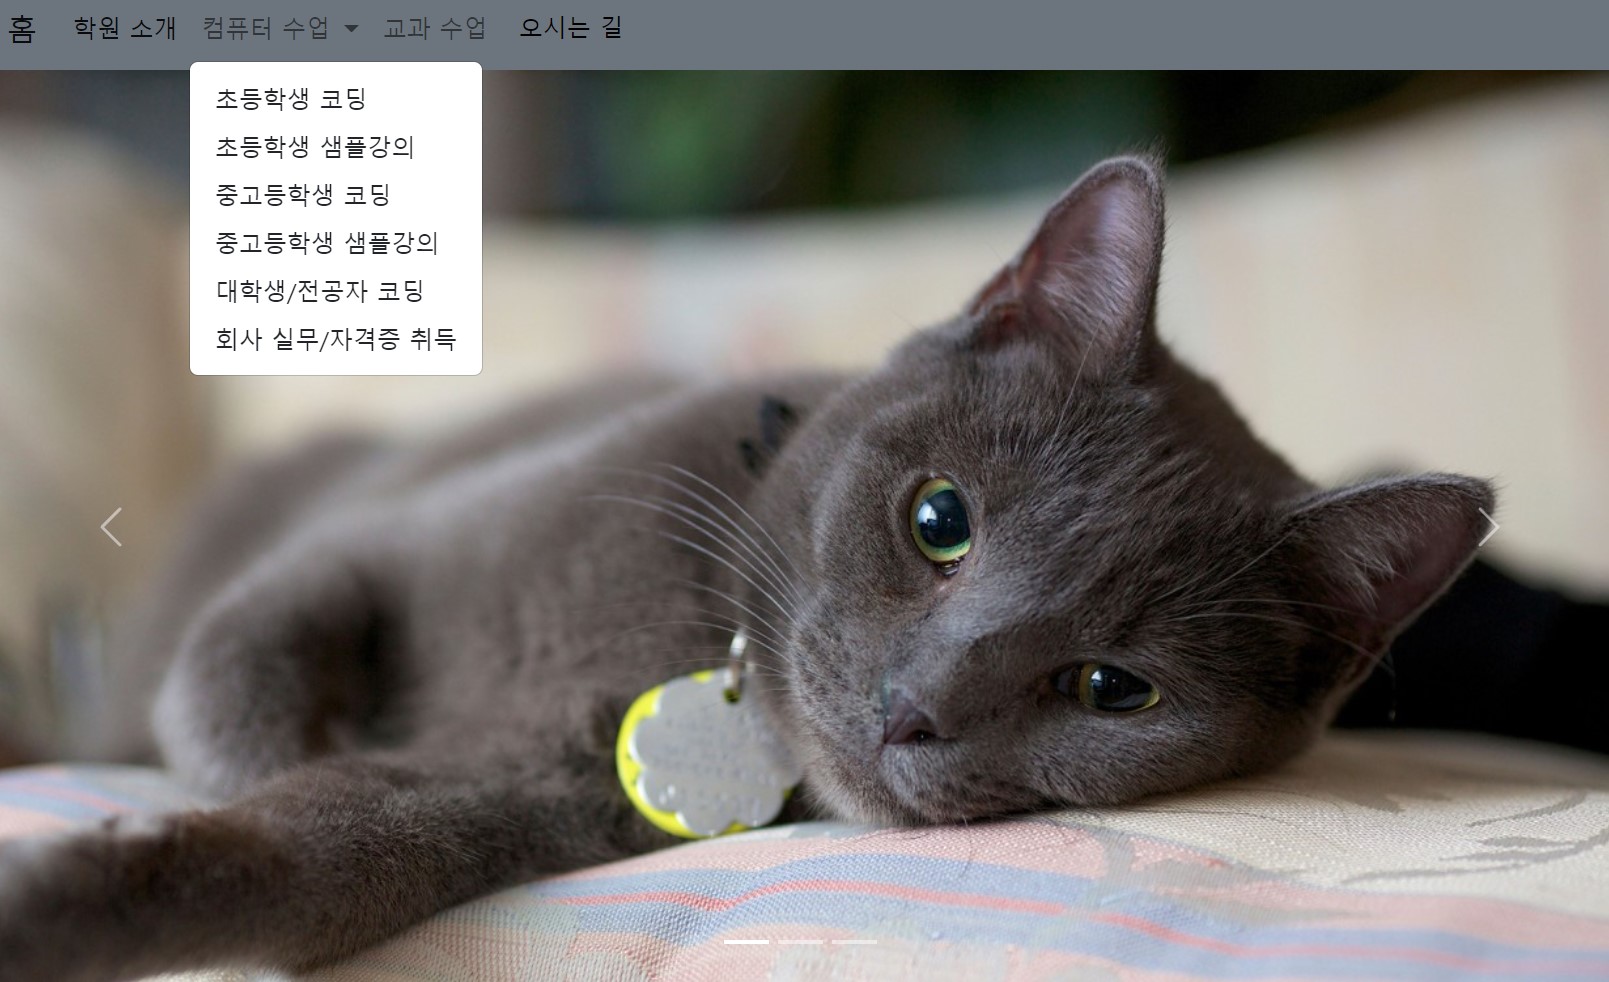 홈 학원 소개 컴퓨터 수업 교과 수업 오시는 길
초등학생 코딩
초등학생 샘플강의
중고등학생 코딩
중고등학생 샘플강의
대학생/전공자 코딩
회사 실무/자격증 취득